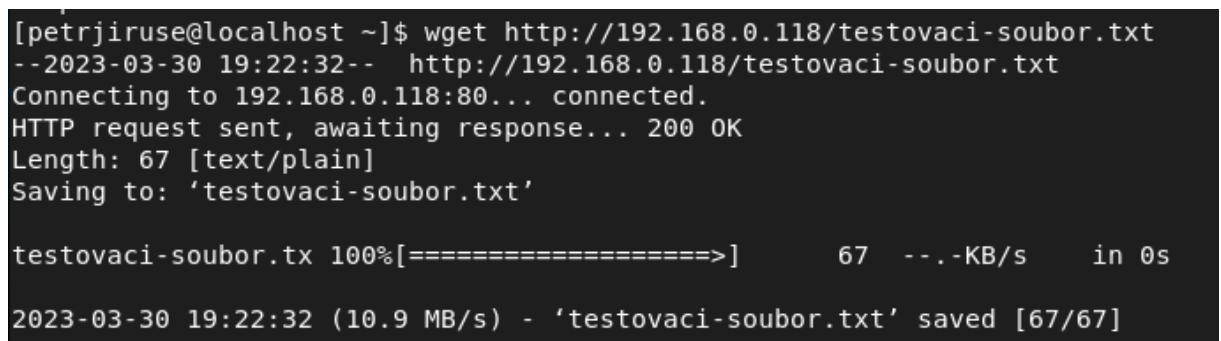 [petrjiruse@localhost ~]$ wget http://192.168.0.118/testovaci-soubor.txt
--2023-03-30 19:22:32--  http://192.168.0.118/testovaci-soubor.txt
Connecting to 192.168.0.118:80... connected.
HTTP request sent, awaiting response... 200 OK
Length: 67 [text/plain]
Saving to: ‘testovaci-soubor.txt’
testovaci-soubor.tx 100%[===================>]      67  --.-KB/s    in 0s
2023-03-30 19:22:32 (10.9 MB/s) - ‘testovaci-soubor.txt’ saved [67/67]